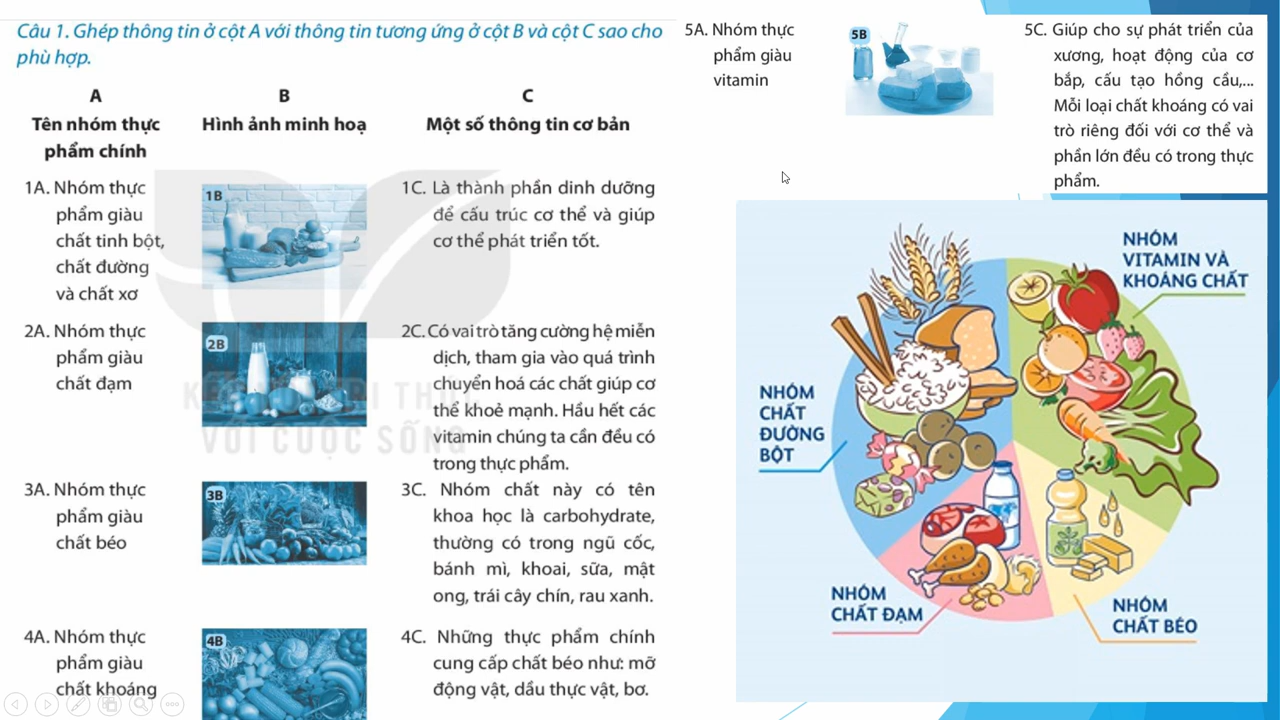 Câu 1. Ghép thông tin ở cột A với thông tin tương ứng ở cột B và cột C sao cho
phù hợp.
A
Tên nhóm thực
phẩm chính
B
Hình ảnh minh hoạ
C
Một số thông tin cơ bản
1A. Nhóm thực
phẩm giàu
chất tinh bột,
chất đường
và chất xơ
1B
1C. Là thành phần dinh dưỡng
để cấu trúc cơ thể và giúp
cơ thể phát triển tốt.
2A. Nhóm thực
phẩm giàu
chất đạm
2B
2C. Có vai trò tăng cường hệ miễn
dịch, tham gia vào quá trình
chuyển hoá các chất giúp cơ
thể khoẻ mạnh. Hầu hết các
vitamin chúng ta cần đều có
trong thực phẩm.
KẾT NỐI TRI THỨC
VỚI CUỘC SỐNG
3A. Nhóm thực
phẩm giàu
chất béo
3B
3C. Nhóm chất này có tên
khoa học là carbohydrate,
thường có trong ngũ cốc,
bánh mì, khoai, sữa, mật
ong, trái cây chín, rau xanh.
4A. Nhóm thực
phẩm giàu
chất khoáng
4B
4C. Những thực phẩm chính
cung cấp chất béo như: mỡ
động vật, dầu thực vật, bơ.
5A. Nhóm thực
phẩm giàu
vitamin
5B
5C. Giúp cho sự phát triển của
xương, hoạt động của cơ
bắp, cấu tạo hồng cầu,...
Mỗi loại chất khoáng có vai
trò riêng đối với cơ thể và
phần lớn đều có trong thực
phẩm.
NHÓM
VITAMIN VÀ
KHOÁNG CHẤT
NHÓM
CHẤT
ĐƯỜNG
BỘT
NHÓM
CHẤT ĐẠM
NHÓM
CHẤT BÉO